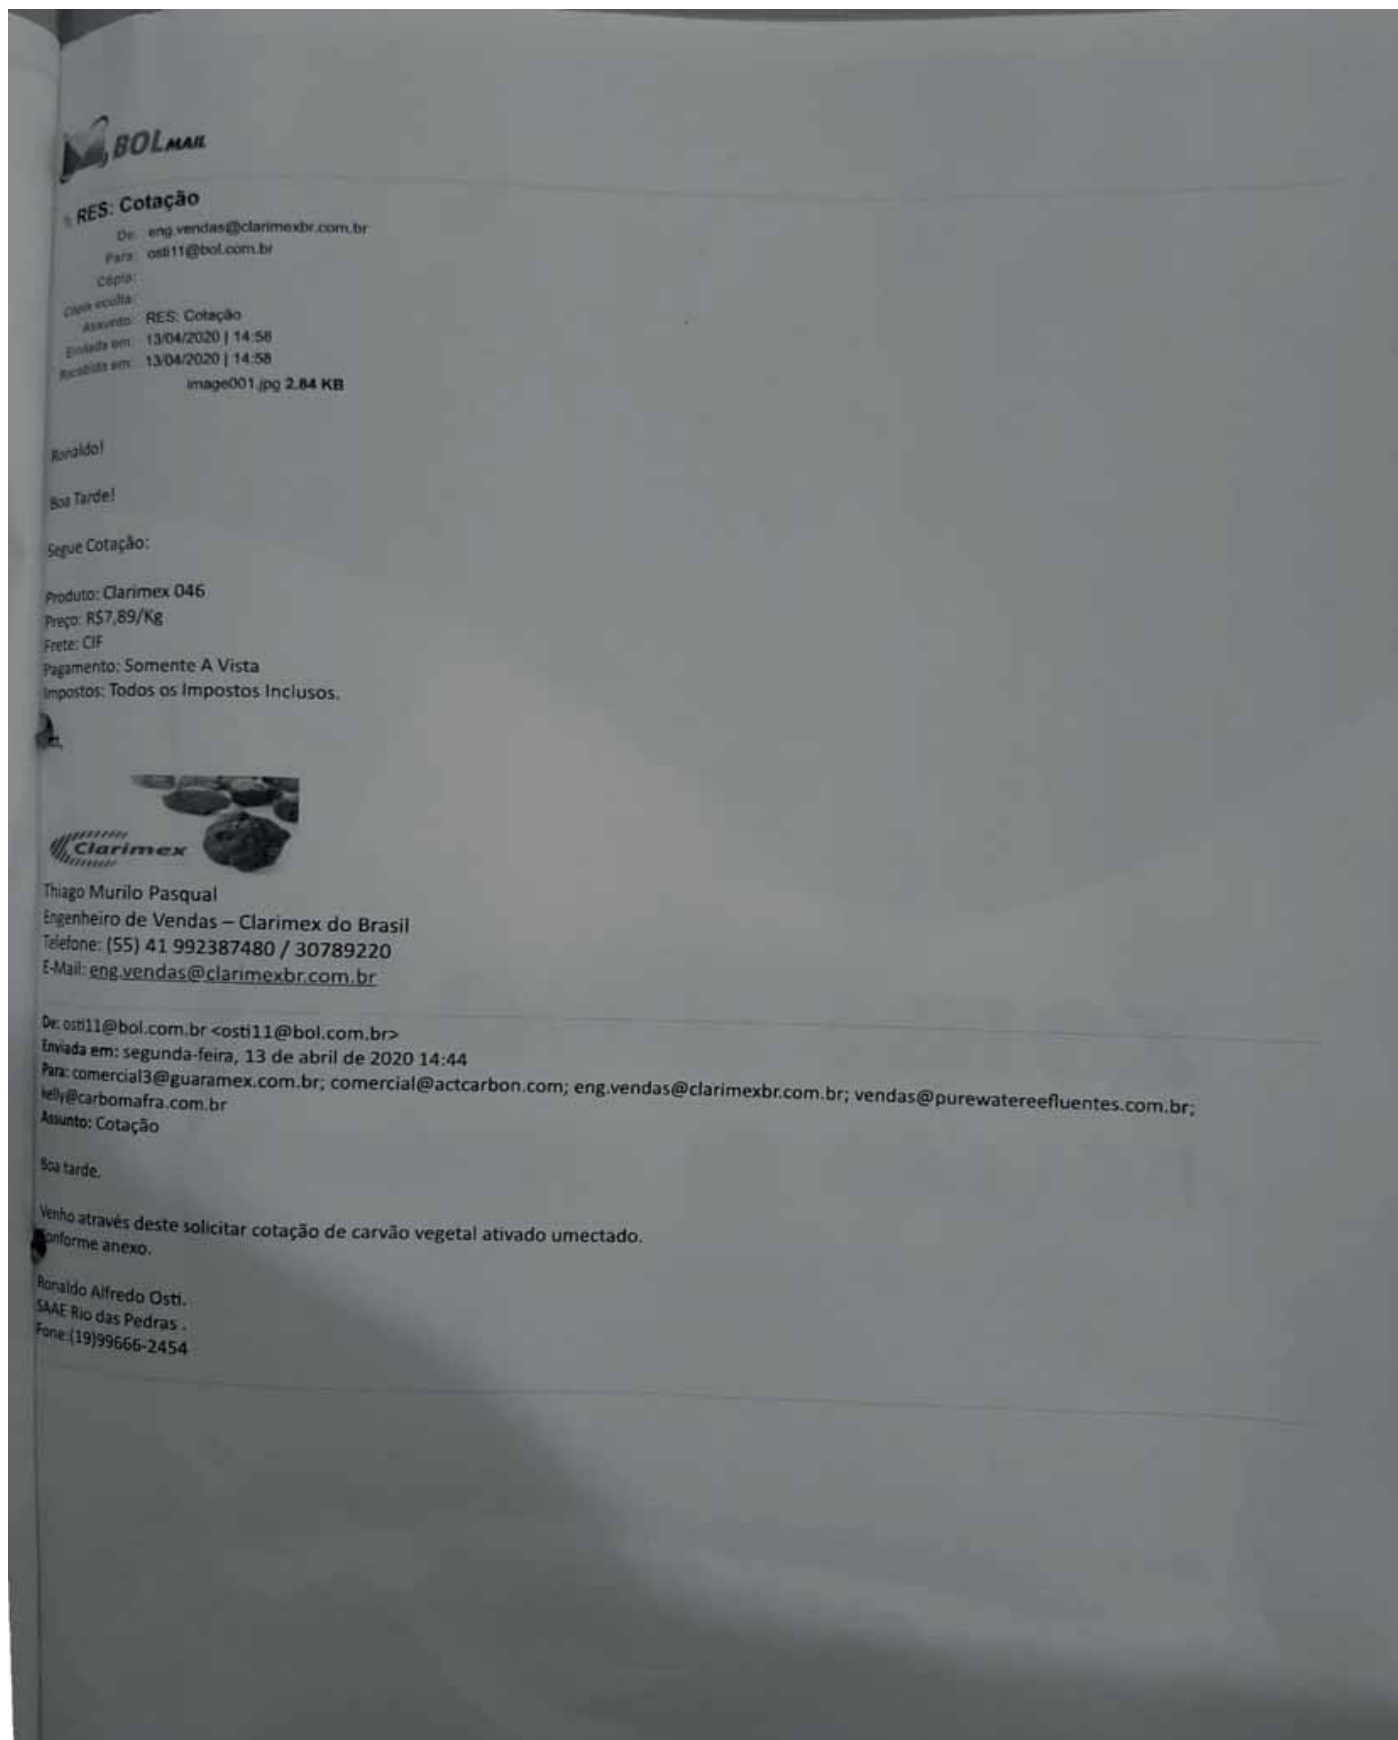 BOLMAIL
RES: Cotação
De: eng.vendas@clarimexbr.com.br
Para: osti11@bol.com.br
Cópia:
Cópia oculta:
Assunto: RES: Cotação
Enviada em: 13/04/2020 | 14:58
Recebida em: 13/04/2020 | 14:58
image001.jpg 2.84 KB
Ronaldo!
Boa Tarde!
Segue Cotação:
Produto: Clarimex 046
Preço: R$7,89/Kg
Frete: CIF
Pagamento: Somente A Vista
Impostos: Todos os Impostos Inclusos.
Clarimex
Thiago Murilo Pasqual
Engenheiro de Vendas – Clarimex do Brasil
Telefone: (55) 41 992387480 / 30789220
E-Mail: eng.vendas@clarimexbr.com.br
De: osti11@bol.com.br <osti11@bol.com.br>
Enviada em: segunda-feira, 13 de abril de 2020 14:44
Para: comercial3@guaramex.com.br; comercial@actcarbon.com; eng.vendas@clarimexbr.com.br; vendas@purewatereefluentes.com.br;
kelly@carbomafra.com.br
Assunto: Cotação
Boa tarde.
Venho através deste solicitar cotação de carvão vegetal ativado umectado.
Conforme anexo.
Ronaldo Alfredo Osti.
SAAE Rio das Pedras .
Fone:(19)99666-2454